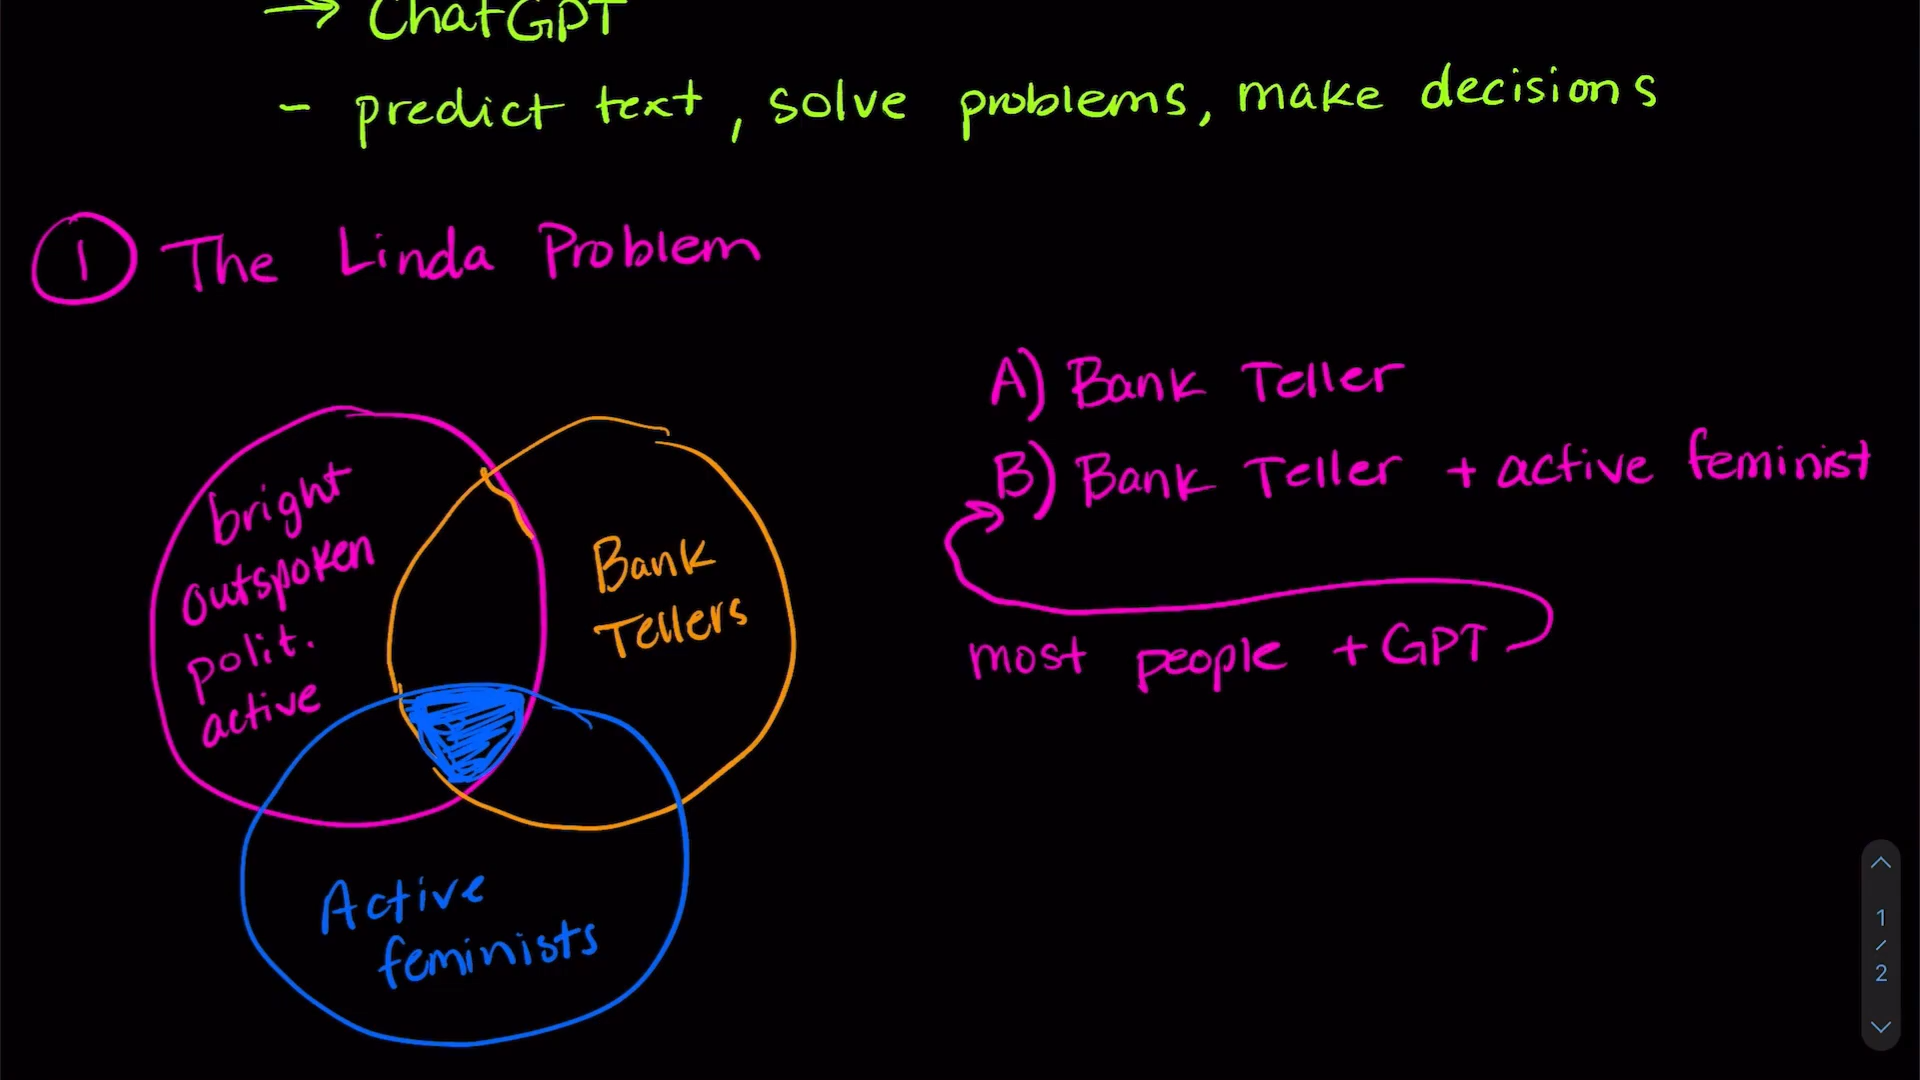 → ChatGPT
- predict text, solve problems, make decisions
1 The Linda Problem
A) Bank Teller
B) Bank Teller + active feminist
most people + GPT
bright
outspoken
polit.
active
Bank
Tellers
Active
feminists
1
/
2